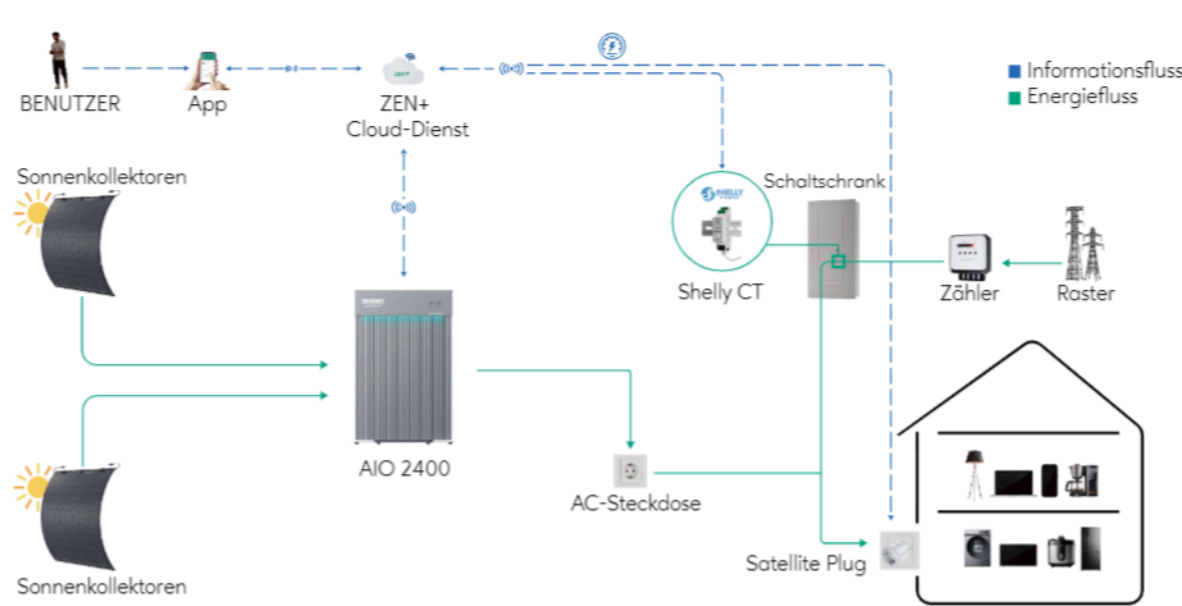 Informationsfluss
Energiefluss
BENUTZER
App
ZEN+
Cloud-Dienst
Sonnenkollektoren
SHELLY
Schaltschrank
Shelly CT
Zähler
Raster
AIO 2400
AC-Steckdose
Satellite Plug
Sonnenkollektoren